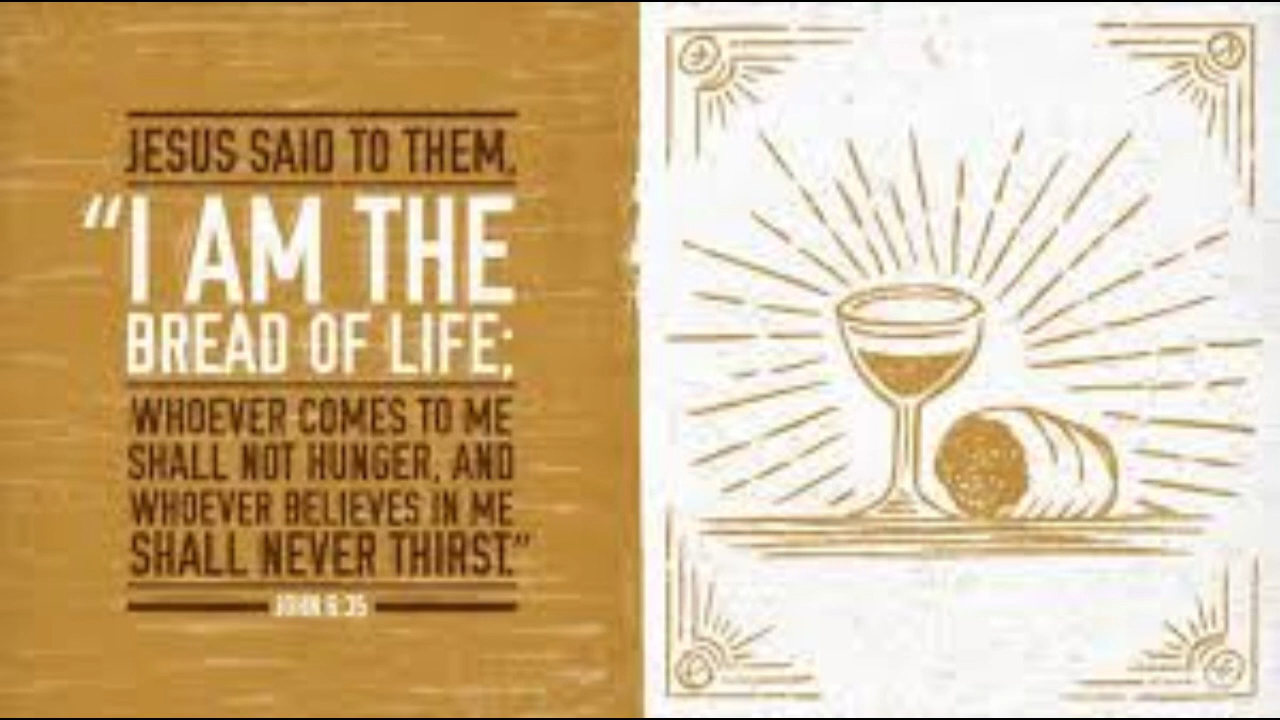 JESUS SAID TO THEM,
“I AM THE
BREAD OF LIFE;
WHOEVER COMES TO ME
SHALL NOT HUNGER, AND
WHOEVER BELIEVES IN ME
SHALL NEVER THIRST.”
JOHN 6:35